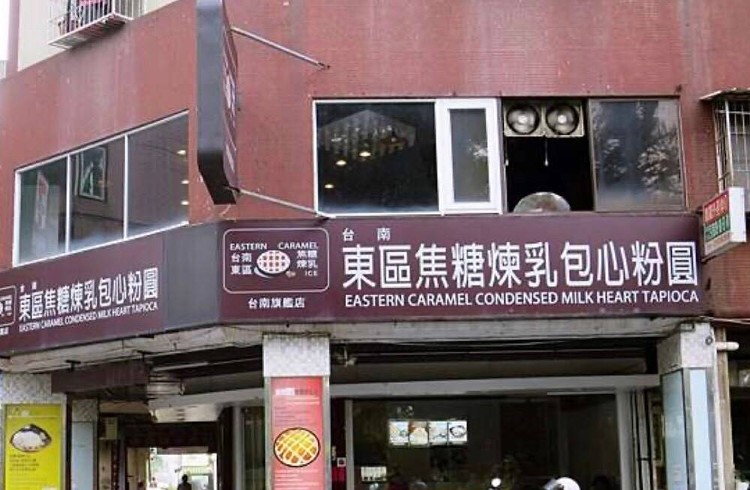 台南
東區焦糖煉乳包心粉圓
EASTERN CARAMEL CONDENSED MILK HEART TAPIOCA
EASTERN CARAMEL
台南
東區
焦糖
煉乳
ICE
台南旗艦店
台南
東區焦糖煉乳包心粉圓
EASTERN CARAMEL CONDENSED MILK HEART TAPIOCA